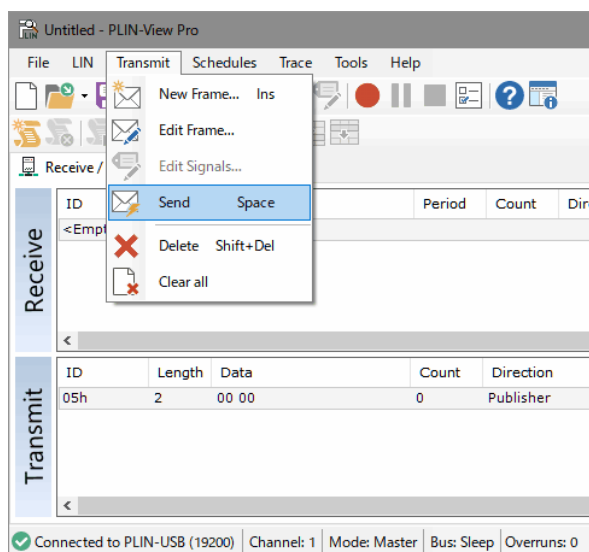 Untitled - PLIN-View Pro
File LIN Transmit Schedules Trace Tools Help
New Frame... Ins
Edit Frame...
Edit Signals...
Receive /
Send Space
Delete Shift+Del
Clear all
Receive
ID Period Count Dir
<Empt
Transmit
ID Length Data Count Direction
05h 2 00 00 0 Publisher
Connected to PLIN-USB (19200) Channel: 1 Mode: Master Bus: Sleep Overruns: 0